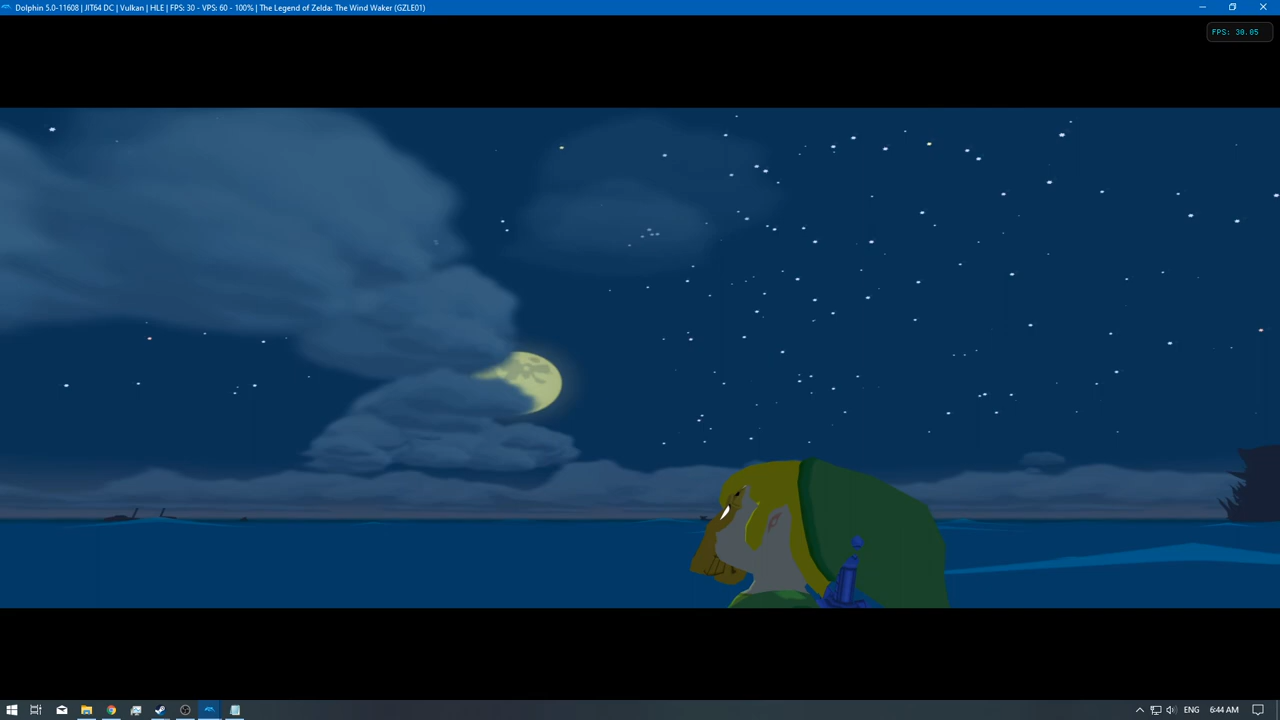 Dolphin 5.0-11608 | JIT64 DC | Vulkan | HLE | FPS: 30 - VPS: 60 - 100% | The Legend of Zelda: The Wind Waker (GZLE01)
FPS: 30.05
ENG
6:44 AM